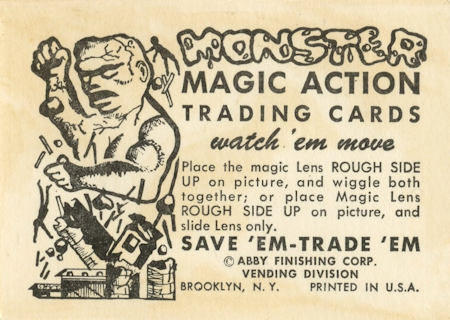 MONSTER
MAGIC ACTION
TRADING CARDS
watch 'em move
Place the magic Lens ROUGH SIDE
UP on picture, and wiggle both
together; or place Magic Lens
ROUGH SIDE UP on picture, and
slide Lens only.
SAVE 'EM-TRADE 'EM
© ABBY FINISHING CORP.
VENDING DIVISION
BROOKLYN, N. Y. PRINTED IN U.S.A.